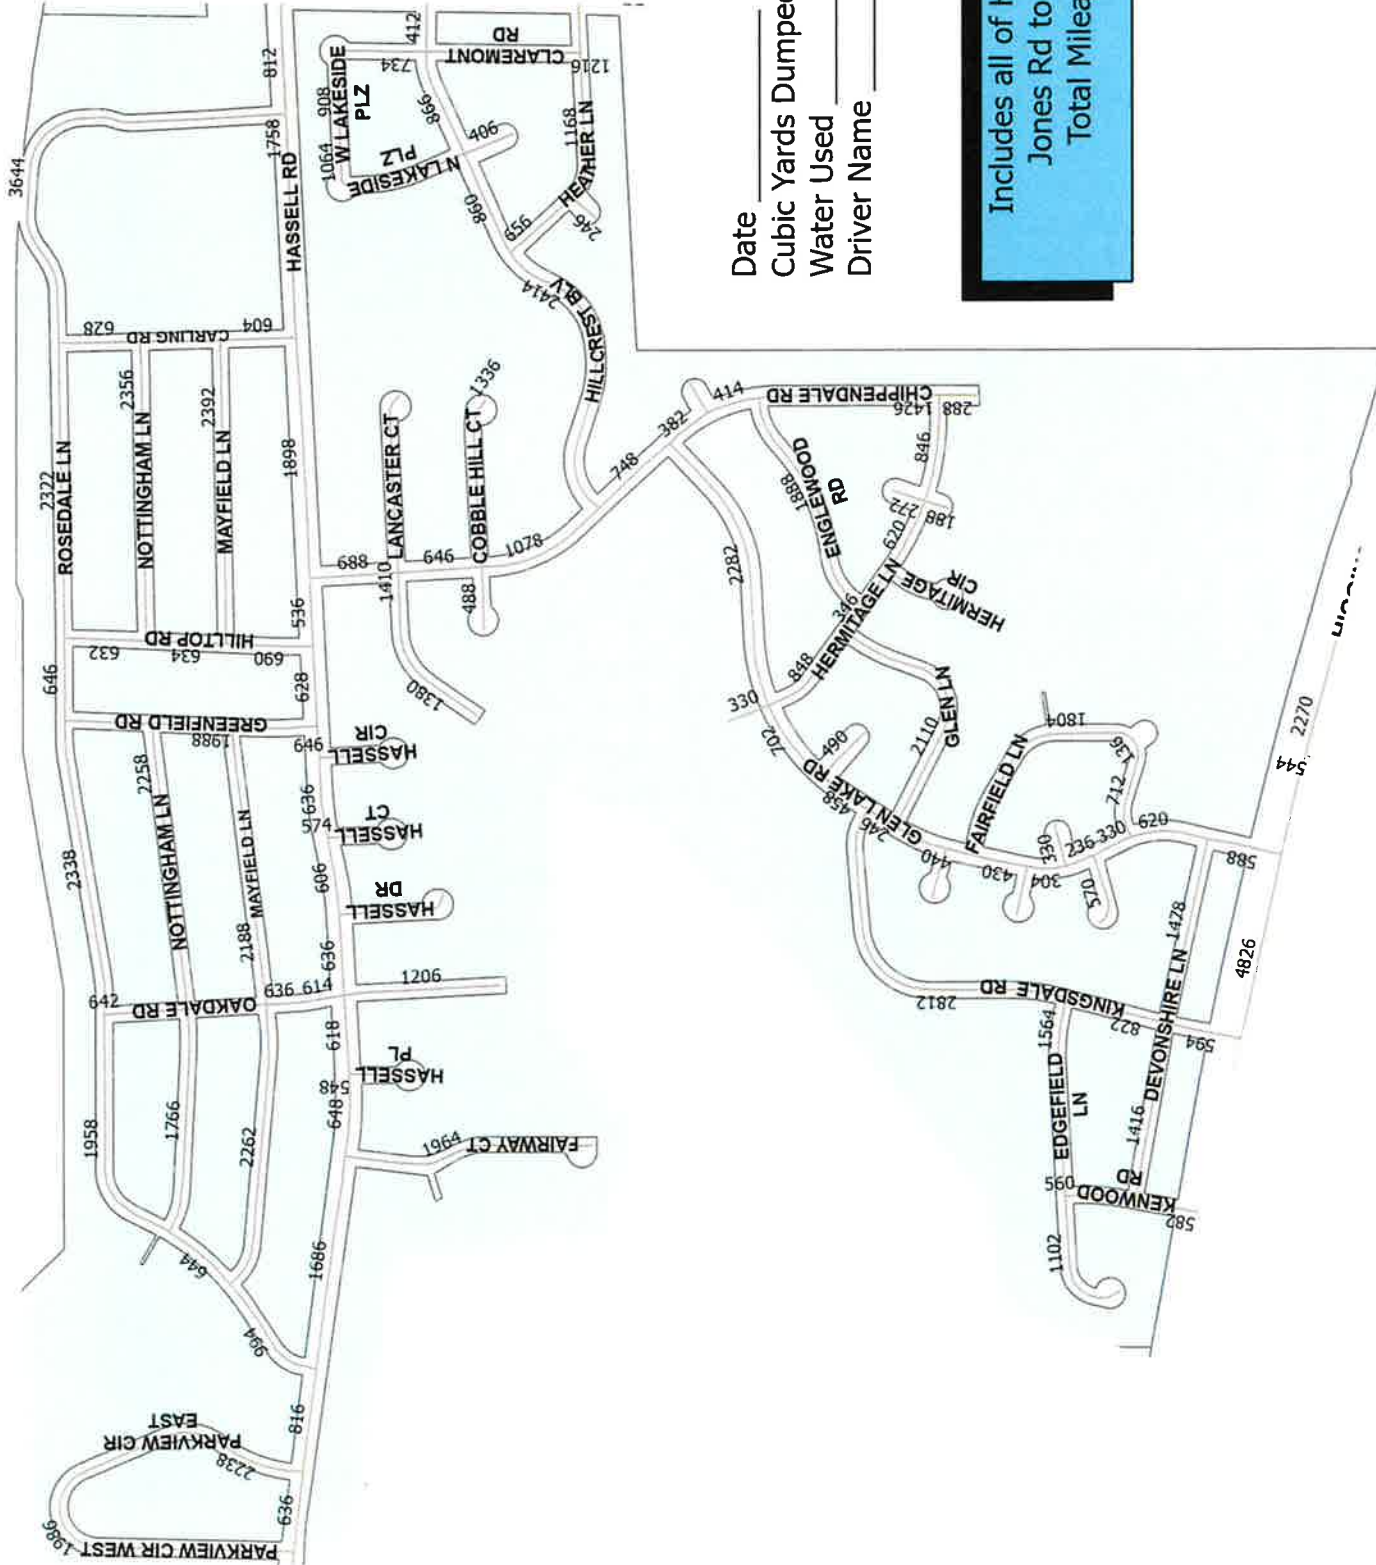 3644
812
1758
HASSELL RD
412
734
CLAREMONT
RD
1216
908
W LAKESIDE
PLZ
1064
N LAKESIDE
PLZ
866
406
1168
HEATHER LN
860
656
246
2414
HILLCREST BLV
628
CARLING RD
604
2356
NOTTINGHAM LN
2392
MAYFIELD LN
2322
ROSEDALE LN
1898
LANCASTER CT
COBBLE HILL CT
1336
688
646
1410
488
1078
1380
536
HILLTOP RD
632
634
690
646
628
GREENFIELD RD
1988
646
HASSELL
CIR
636
574
HASSELL
CT
606
HASSELL
DR
636
2338
2258
NOTTINGHAM LN
MAYFIELD LN
2188
642
OAKDALE RD
636
614
1206
618
HASSELL
PL
548
648
1958
1766
2262
1964
FAIRWAY CT
644
994
1686
816
PARKVIEW CIR
EAST
2238
636
1986
PARKVIEW CIR WEST
748
382
414
CHIPPENDALE RD
1426
288
846
ENGLEWOOD
RD
1888
272
188
620
2282
346
HERMITAGE LN
HERMITAGE
CIR
848
330
702
490
2110
GLEN LN
GLEN LAKE RD
458
246
FAIRFIELD LN
1804
136
712
440
430
330
236
330
620
304
570
588
544
2270
4826
2812
KINGSDALE RD
822
594
1478
DEVONSHIRE LN
1416
1564
EDGEFIELD
LN
560
KENWOOD
RD
582
1102
Date
Cubic Yards Dumped
Water Used
Driver Name
Includes all of H
Jones Rd to
Total Milea